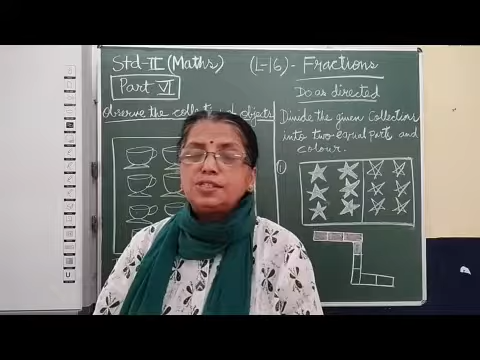 Std-II (Maths) (L-16) - Fractions
Part VI
Do as directed
Observe the collection of objects
Divide the given collections
into two equal parts and
colour.
①